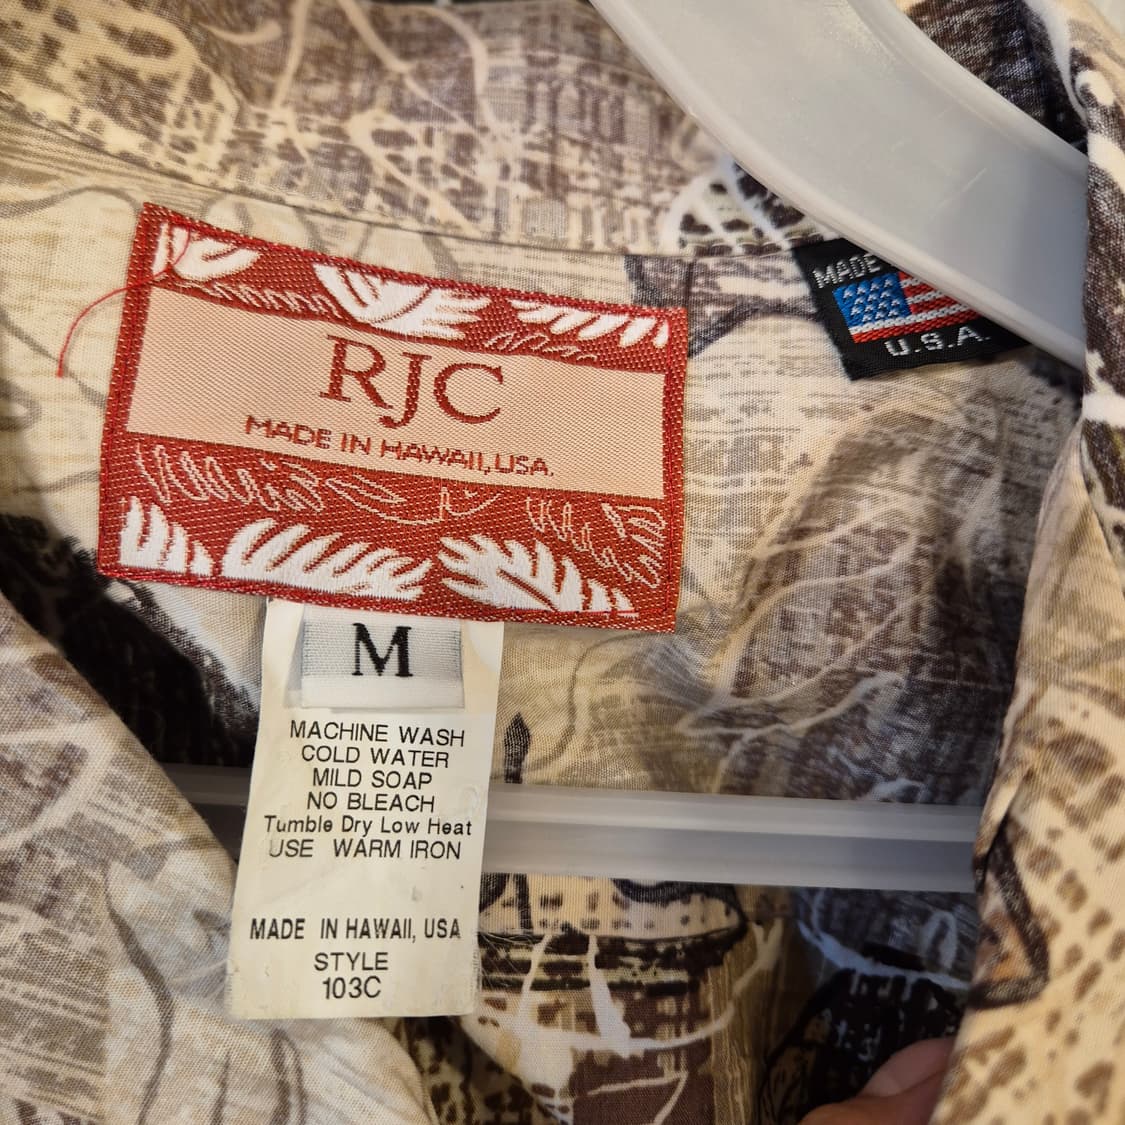 RJC
MADE IN HAWAII, USA.
MADE
U.S.A.
M
MACHINE WASH
COLD WATER
MILD SOAP
NO BLEACH
Tumble Dry Low Heat
USE WARM IRON
MADE IN HAWAII, USA
STYLE
103C